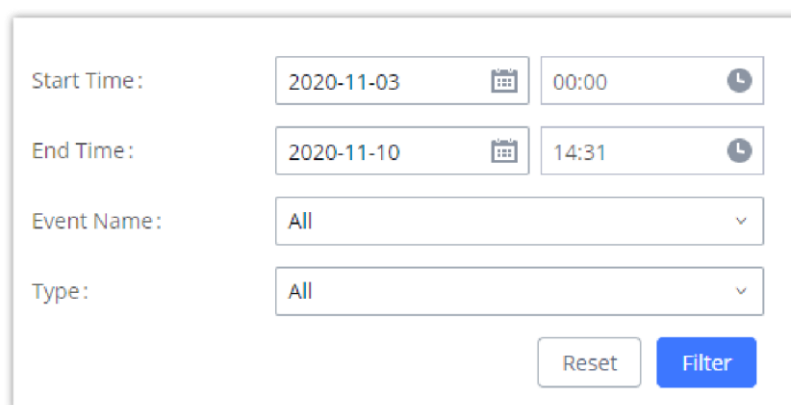 Start Time: 2020-11-03 00:00
End Time: 2020-11-10 14:31
Event Name: All
Type: All
Reset Filter